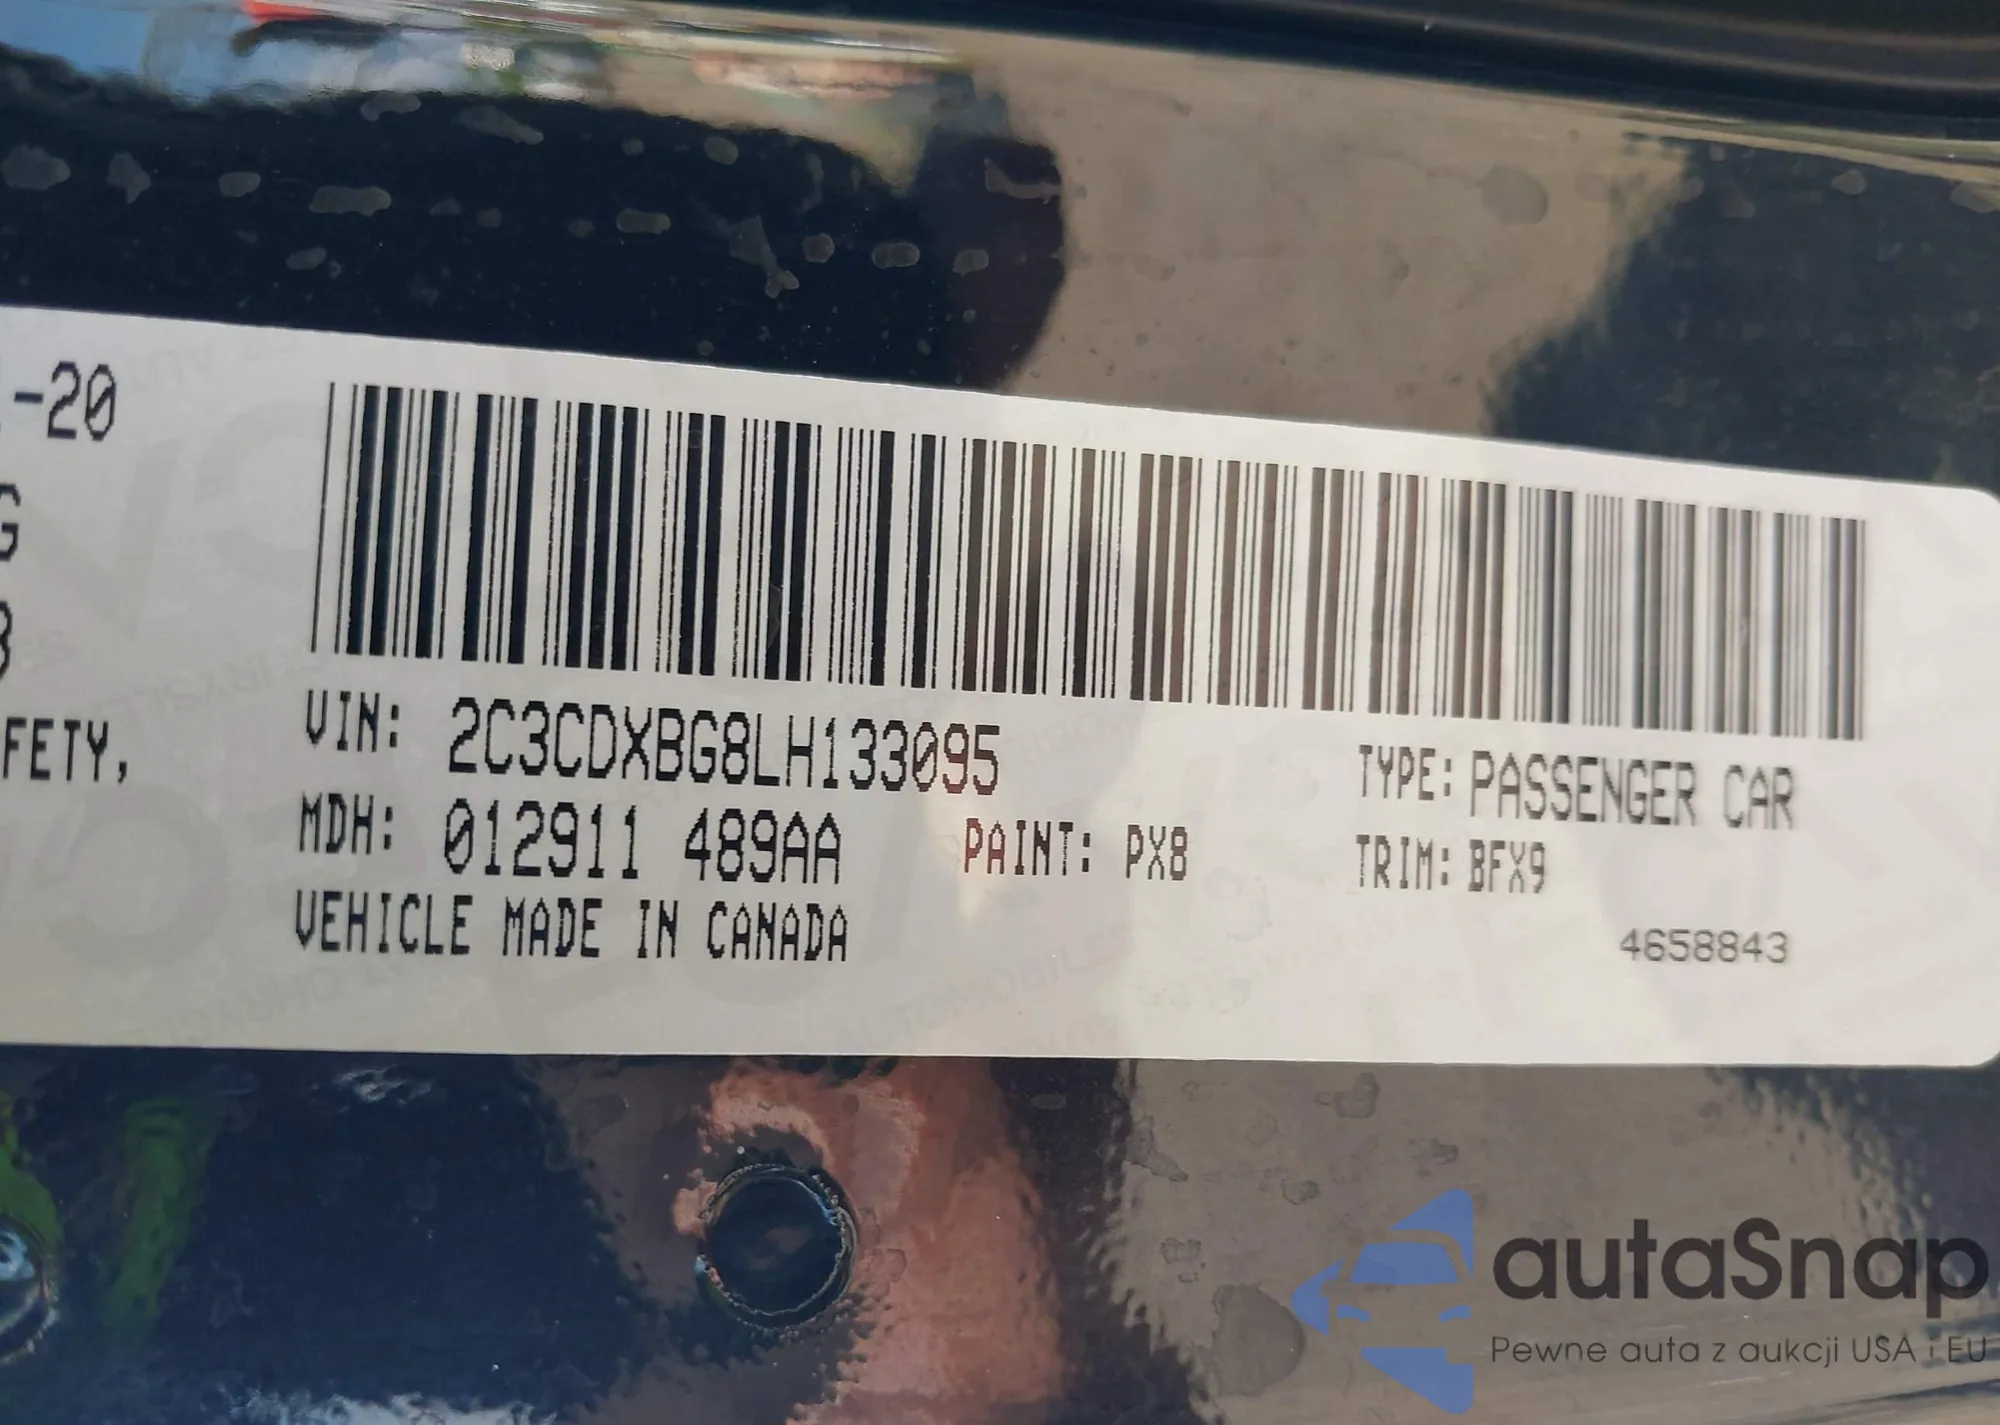 -20
G
FETY,
VIN: 2C3CDXBG8LH133095
TYPE: PASSENGER CAR
MDH: 012911 489AA
PAINT: PX8
TRIM: BFX9
VEHICLE MADE IN CANADA
4658843
autaSnap
Pewne auta z aukcji USA i EU